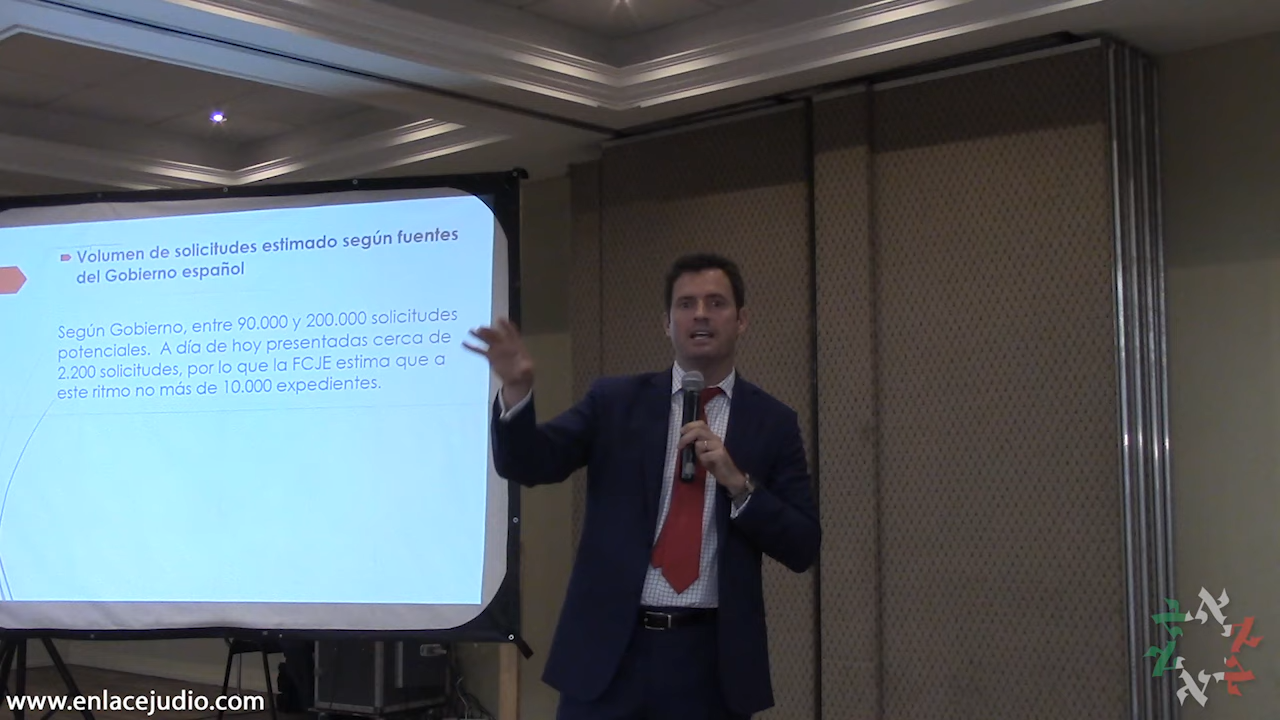 Volumen de solicitudes estimado según fuentes
del Gobierno español
Según Gobierno, entre 90.000 y 200.000 solicitudes
potenciales. A día de hoy presentadas cerca de
2.200 solicitudes, por lo que la FCJE estima que a
este ritmo no más de 10.000 expedientes.
www.enlacejudio.com